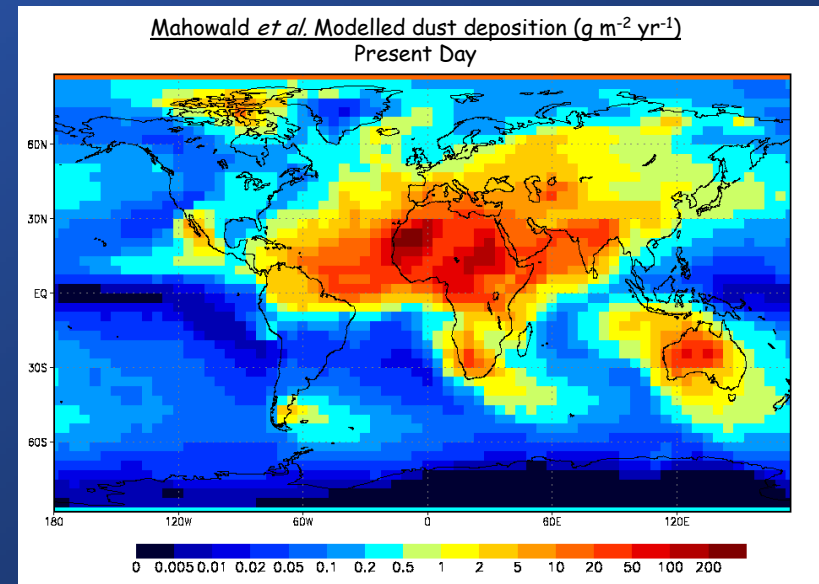 Mahowald et al. Modelled dust deposition (g m-2 yr-1)
Present Day
60N
30N
EQ
30S
60S
180 120W 60W 0 60E 120E
0 0.005 0.01 0.02 0.05 0.1 0.2 0.5 1 2 5 10 20 50 100 200